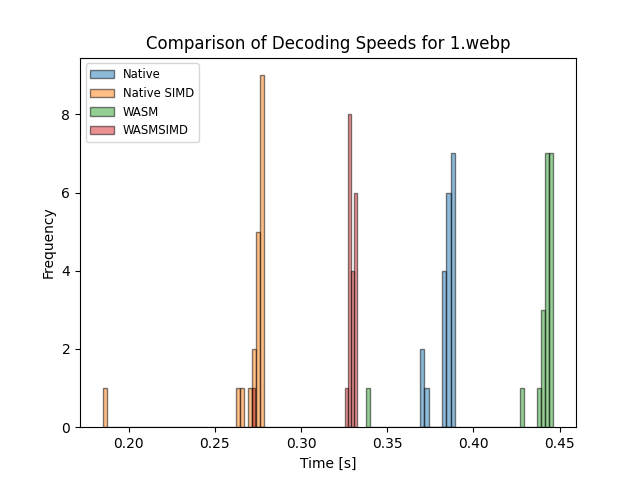 Comparison of Decoding Speeds for 1.webp
Native
Native SIMD
WASM
WASMSIMD
Frequency
8
6
4
2
0
0.20 0.25 0.30 0.35 0.40 0.45
Time [s]